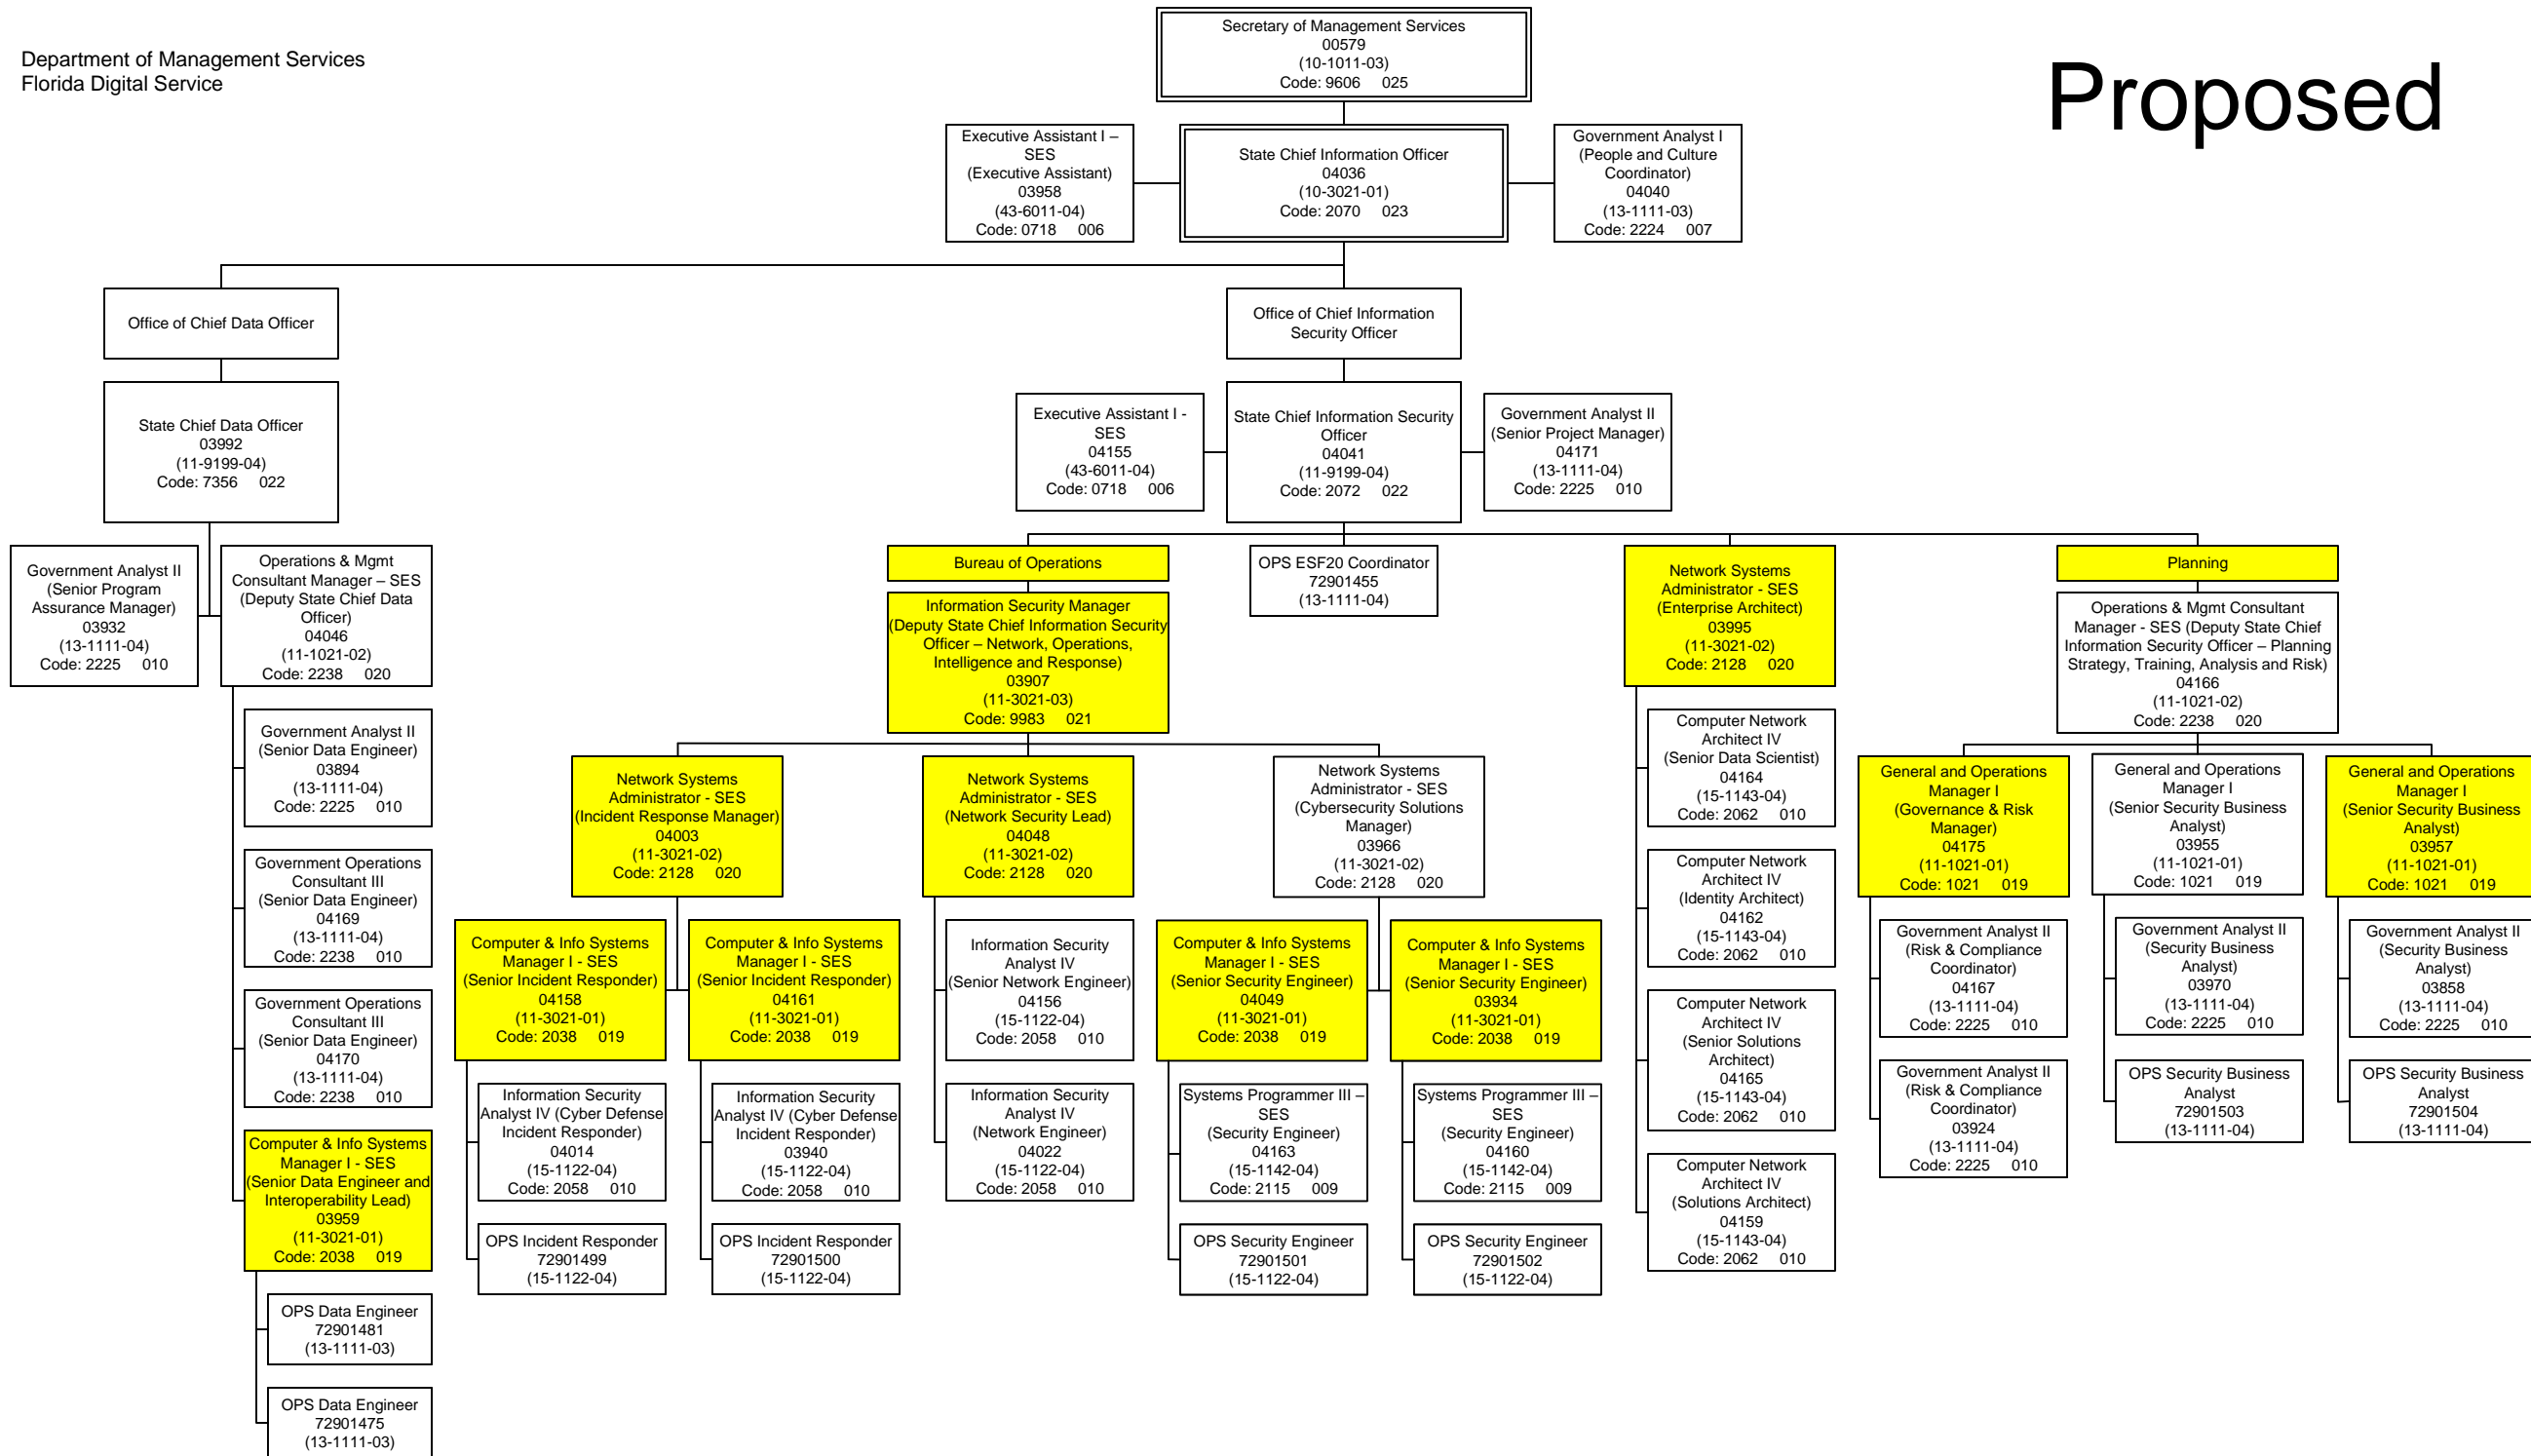 Department of Management Services
Florida Digital Service
Proposed
Secretary of Management Services
00579
(10-1011-03)
Code: 9606 025
Executive Assistant I –
SES
(Executive Assistant)
03958
(43-6011-04)
Code: 0718 006
State Chief Information Officer
04036
(10-3021-01)
Code: 2070 023
Government Analyst I
(People and Culture
Coordinator)
04040
(13-1111-03)
Code: 2224 007
Office of Chief Data Officer
Office of Chief Information
Security Officer
State Chief Data Officer
03992
(11-9199-04)
Code: 7356 022
Executive Assistant I -
SES
04155
(43-6011-04)
Code: 0718 006
State Chief Information Security
Officer
04041
(11-9199-04)
Code: 2072 022
Government Analyst II
(Senior Project Manager)
04171
(13-1111-04)
Code: 2225 010
Government Analyst II
(Senior Program
Assurance Manager)
03932
(13-1111-04)
Code: 2225 010
Operations & Mgmt
Consultant Manager – SES
(Deputy State Chief Data
Officer)
04046
(11-1021-02)
Code: 2238 020
Government Analyst II
(Senior Data Engineer)
03894
(13-1111-04)
Code: 2225 010
Government Operations
Consultant III
(Senior Data Engineer)
04169
(13-1111-04)
Code: 2238 010
Government Operations
Consultant III
(Senior Data Engineer)
04170
(13-1111-04)
Code: 2238 010
Computer & Info Systems
Manager I - SES
(Senior Data Engineer and
Interoperability Lead)
03959
(11-3021-01)
Code: 2038 019
OPS Data Engineer
72901481
(13-1111-03)
OPS Data Engineer
72901475
(13-1111-03)
Bureau of Operations
Information Security Manager
(Deputy State Chief Information Security
Officer – Network, Operations,
Intelligence and Response)
03907
(11-3021-03)
Code: 9983 021
OPS ESF20 Coordinator
72901455
(13-1111-04)
Network Systems
Administrator - SES
(Incident Response Manager)
04003
(11-3021-02)
Code: 2128 020
Network Systems
Administrator - SES
(Network Security Lead)
04048
(11-3021-02)
Code: 2128 020
Network Systems
Administrator - SES
(Cybersecurity Solutions
Manager)
03966
(11-3021-02)
Code: 2128 020
Computer & Info Systems
Manager I - SES
(Senior Incident Responder)
04158
(11-3021-01)
Code: 2038 019
Computer & Info Systems
Manager I - SES
(Senior Incident Responder)
04161
(11-3021-01)
Code: 2038 019
Information Security
Analyst IV
(Senior Network Engineer)
04156
(15-1122-04)
Code: 2058 010
Computer & Info Systems
Manager I - SES
(Senior Security Engineer)
04049
(11-3021-01)
Code: 2038 019
Computer & Info Systems
Manager I - SES
(Senior Security Engineer)
03934
(11-3021-01)
Code: 2038 019
Information Security
Analyst IV (Cyber Defense
Incident Responder)
04014
(15-1122-04)
Code: 2058 010
Information Security
Analyst IV (Cyber Defense
Incident Responder)
03940
(15-1122-04)
Code: 2058 010
Information Security
Analyst IV
(Network Engineer)
04022
(15-1122-04)
Code: 2058 010
Systems Programmer III –
SES
(Security Engineer)
04163
(15-1142-04)
Code: 2115 009
Systems Programmer III –
SES
(Security Engineer)
04160
(15-1142-04)
Code: 2115 009
OPS Incident Responder
72901499
(15-1122-04)
OPS Incident Responder
72901500
(15-1122-04)
OPS Security Engineer
72901501
(15-1122-04)
OPS Security Engineer
72901502
(15-1122-04)
Network Systems
Administrator - SES
(Enterprise Architect)
03995
(11-3021-02)
Code: 2128 020
Computer Network
Architect IV
(Senior Data Scientist)
04164
(15-1143-04)
Code: 2062 010
Computer Network
Architect IV
(Identity Architect)
04162
(15-1143-04)
Code: 2062 010
Computer Network
Architect IV
(Senior Solutions
Architect)
04165
(15-1143-04)
Code: 2062 010
Computer Network
Architect IV
(Solutions Architect)
04159
(15-1143-04)
Code: 2062 010
Planning
Operations & Mgmt Consultant
Manager - SES (Deputy State Chief
Information Security Officer – Planning
Strategy, Training, Analysis and Risk)
04166
(11-1021-02)
Code: 2238 020
General and Operations
Manager I
(Governance & Risk
Manager)
04175
(11-1021-01)
Code: 1021 019
General and Operations
Manager I
(Senior Security Business
Analyst)
03955
(11-1021-01)
Code: 1021 019
General and Operations
Manager I
(Senior Security Business
Analyst)
03957
(11-1021-01)
Code: 1021 019
Government Analyst II
(Risk & Compliance
Coordinator)
04167
(13-1111-04)
Code: 2225 010
Government Analyst II
(Security Business
Analyst)
03970
(13-1111-04)
Code: 2225 010
Government Analyst II
(Security Business
Analyst)
03858
(13-1111-04)
Code: 2225 010
Government Analyst II
(Risk & Compliance
Coordinator)
03924
(13-1111-04)
Code: 2225 010
OPS Security Business
Analyst
72901503
(13-1111-04)
OPS Security Business
Analyst
72901504
(13-1111-04)